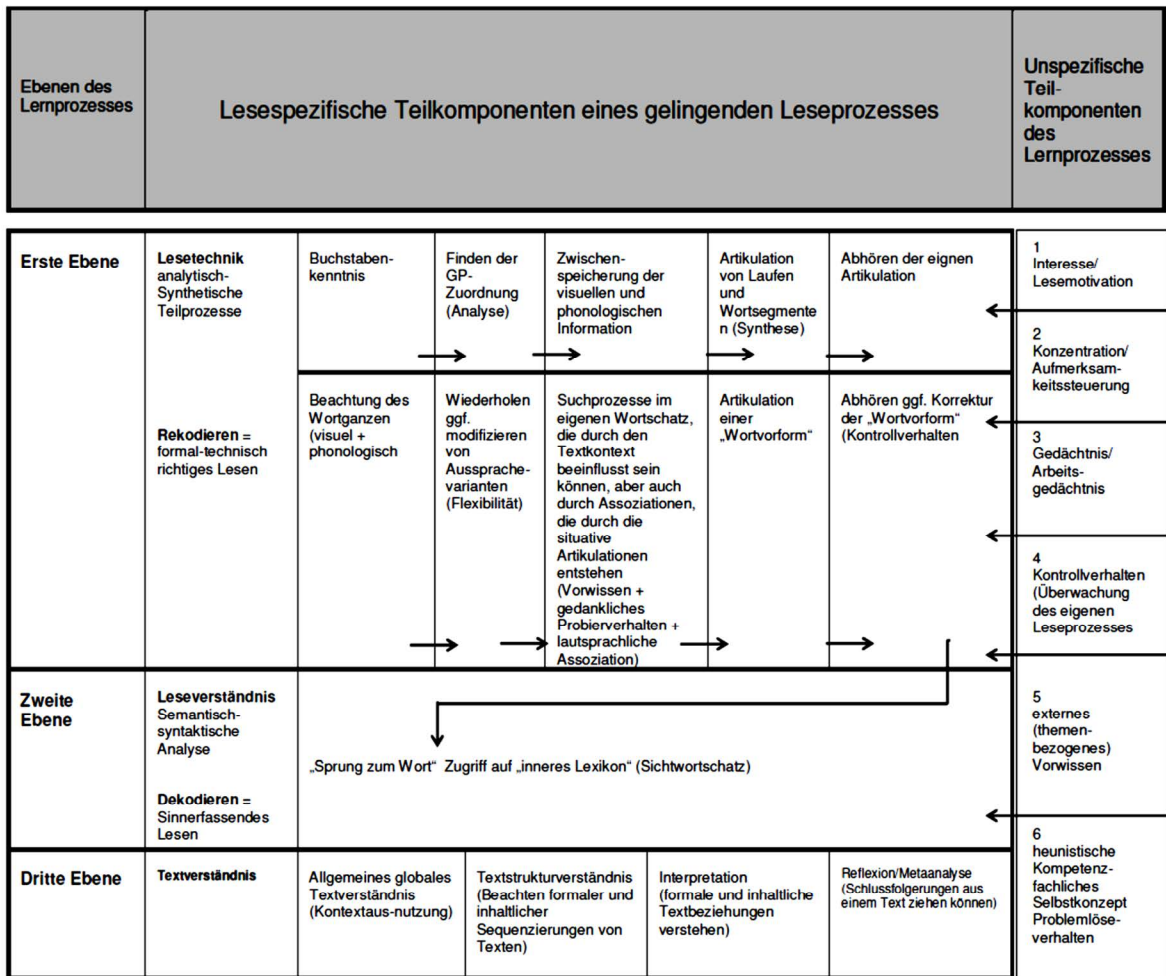 Ebenen des
Lernprozesses
Lesespezifische Teilkomponenten eines gelingenden Leseprozesses
Unspezifische
Teil-
komponenten
des
Lernprozesses
Erste Ebene
Lesetechnik
analytisch-
Synthetische
Teilprozesse
Buchstaben-
kenntnis
Finden der
GP-
Zuordnung
(Analyse)
Zwischen-
speicherung der
visuellen und
phonologischen
Information
Artikulation
von Laufen
und
Wortsegmente
n (Synthese)
Abhören der eignen
Artikulation
Rekodieren =
formal-technisch
richtiges Lesen
Beachtung des
Wortganzen
(visuel +
phonologisch
Wiederholen
ggf.
modifizieren
von
Aussprache-
varianten
(Flexibilität)
Suchprozesse im
eigenen Wortschatz,
die durch den
Textkontext
beeinflusst sein
können, aber auch
durch Assoziationen,
die durch die
situative
Artikulationen
entstehen
(Vorwissen +
gedankliches
Probierverhalten +
lautsprachliche
Assoziation)
Artikulation
einer
„Wortvorform“
Abhören ggf. Korrektur
der „Wortvorform“
(Kontrollverhalten
Zweite
Ebene
Leseverständnis
Semantisch-
syntaktische
Analyse
Dekodieren =
Sinnerfassendes
Lesen
„Sprung zum Wort“ Zugriff auf „inneres Lexikon“ (Sichtwortschatz)
Dritte Ebene
Textverständnis
Allgemeines globales
Textverständnis
(Kontextaus-nutzung)
Textstrukturverständnis
(Beachten formaler und
inhaltlicher
Sequenzierungen von
Texten)
Interpretation
(formale und inhaltliche
Textbeziehungen
verstehen)
Reflexion/Metaanalyse
(Schlussfolgerungen aus
einem Text ziehen können)
1
Interesse/
Lesemotivation
2
Konzentration/
Aufmerksam-
keitssteuerung
3
Gedächtnis/
Arbeits-
gedächtnis
4
Kontrollverhalten
(Überwachung
des eigenen
Leseprozesses
5
externes
(themen-
bezogenes)
Vorwissen
6
heunistische
Kompetenz-
fachliches
Selbstkonzept
Problemlöse-
verhalten